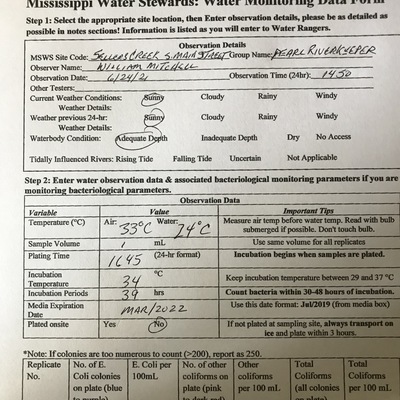 Mississippi Water Stewards: Water Monitoring Data Form
Step 1: Select the appropriate site location, then Enter observation details, please be as detailed as
possible in notes sections! Information is listed as you will enter to Water Rangers.
Observation Details
MSWS Site Code: SELLERS CREEK S. MAIN STREET Group Name: PEARL RIVERKEEPER
Observer Name: WILLIAM MITCHELL
Observation Date: 6/24/21 Observation Time (24hr): 1450
Other Testers:
Current Weather Conditions: Sunny Cloudy Rainy Windy
Weather Details:
Weather previous 24-hr: Sunny Cloudy Rainy Windy
Weather Details:
Waterbody Condition: Adequate Depth Inadequate Depth Dry No Access
Tidally Influenced Rivers: Rising Tide Falling Tide Uncertain Not Applicable
Step 2: Enter water observation data & associated bacteriological monitoring parameters if you are
monitoring bacteriological parameters.
Observation Data
Variable Value Important Tips
Temperature (°C) Air: 33°C Water: 24°C Measure air temp before water temp. Read with bulb
submerged if possible. Don't touch bulb.
Sample Volume 1 mL Use same volume for all replicates
Plating Time 1645 (24-hr format) Incubation begins when samples are plated.
Incubation
Temperature 34 °C Keep incubation temperature between 29 and 37 °C
Incubation Periods 39 hrs Count bacteria within 30-48 hours of incubation.
Media Expiration
Date MAR/2022 Use this date format: Jul/2019 (from media box)
Plated onsite Yes No If not plated at sampling site, always transport on
ice and plate within 3 hours.
*Note: If colonies are too numerous to count (>200), report as 250.
Replicate No. of E. E. Coli per No. of other Other Total Total
No. Coli colonies 100mL coliforms on coliforms Coliforms Coliforms
on plate (blue plate (pink per 100 mL (all colonies per 100 mL
to purple) to dark red) on plate)